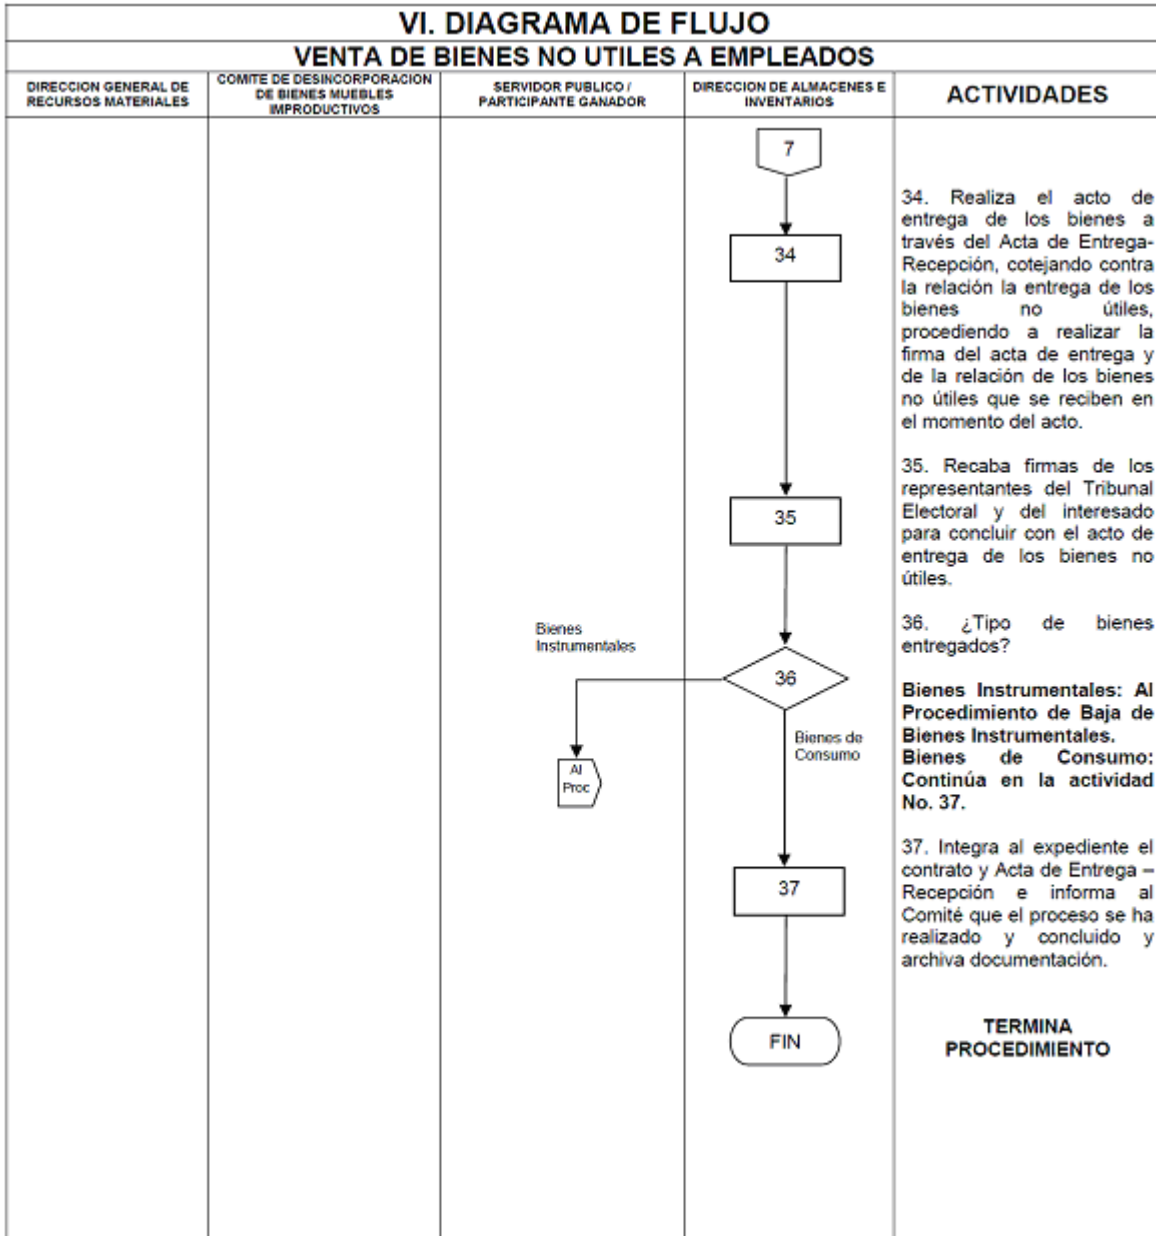 VI. DIAGRAMA DE FLUJO
VENTA DE BIENES NO UTILES A EMPLEADOS
DIRECCION GENERAL DE
RECURSOS MATERIALES
COMITE DE DESINCORPORACION
DE BIENES MUEBLES
IMPRODUCTIVOS
SERVIDOR PUBLICO /
PARTICIPANTE GANADOR
DIRECCION DE ALMACENES E
INVENTARIOS
ACTIVIDADES
7
34
35
Bienes
Instrumentales
36
Bienes de
Consumo
Al
Proc
37
FIN
34. Realiza el acto de
entrega de los bienes a
través del Acta de Entrega-
Recepción, cotejando contra
la relación la entrega de los
bienes no útiles,
procediendo a realizar la
firma del acta de entrega y
de la relación de los bienes
no útiles que se reciben en
el momento del acto.
35. Recaba firmas de los
representantes del Tribunal
Electoral y del interesado
para concluir con el acto de
entrega de los bienes no
útiles.
36. ¿Tipo de bienes
entregados?
Bienes Instrumentales: Al
Procedimiento de Baja de
Bienes Instrumentales.
Bienes de Consumo:
Continúa en la actividad
No. 37.
37. Integra al expediente el
contrato y Acta de Entrega –
Recepción e informa al
Comité que el proceso se ha
realizado y concluido y
archiva documentación.
TERMINA
PROCEDIMIENTO